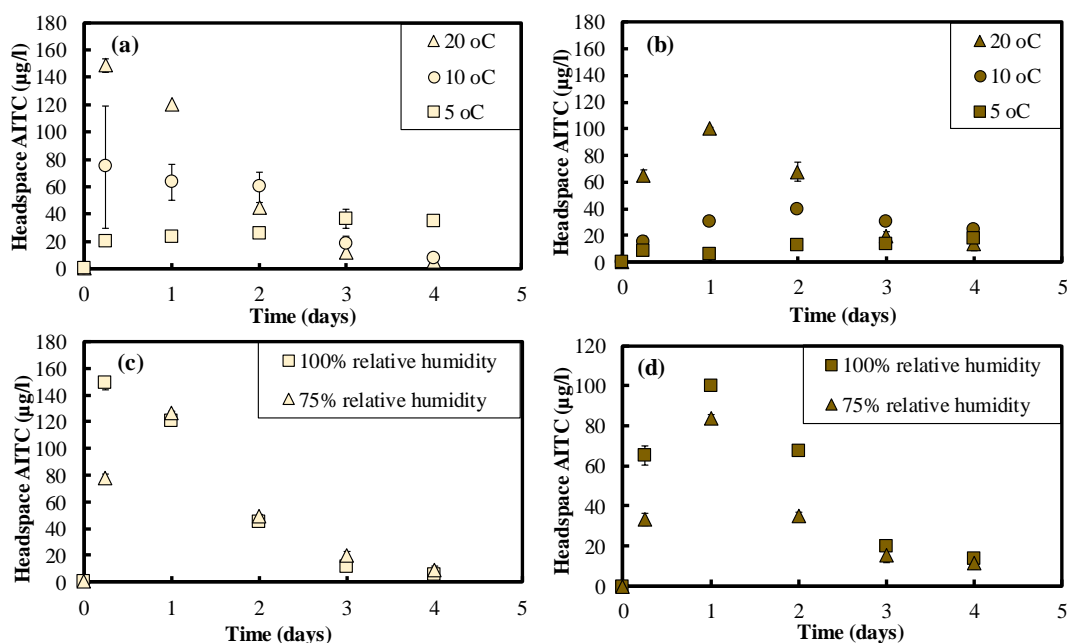 Headspace AITC (µg/l)
180
160
140
120
100
80
60
40
20
0
(a)
20 oC
10 oC
5 oC
0 1 2 3 4 5
Time (days)
Headspace AITC (µg/l)
180
160
140
120
100
80
60
40
20
0
(b)
20 oC
10 oC
5 oC
0 1 2 3 4 5
Time (days)
Headspace AITC (µg/l)
180
160
140
120
100
80
60
40
20
0
(c)
100% relative humidity
75% relative humidity
0 1 2 3 4 5
Time (days)
Headspace AITC (µg/l)
120
100
80
60
40
20
0
(d)
100% relative humidity
75% relative humidity
0 1 2 3 4 5
Time (days)